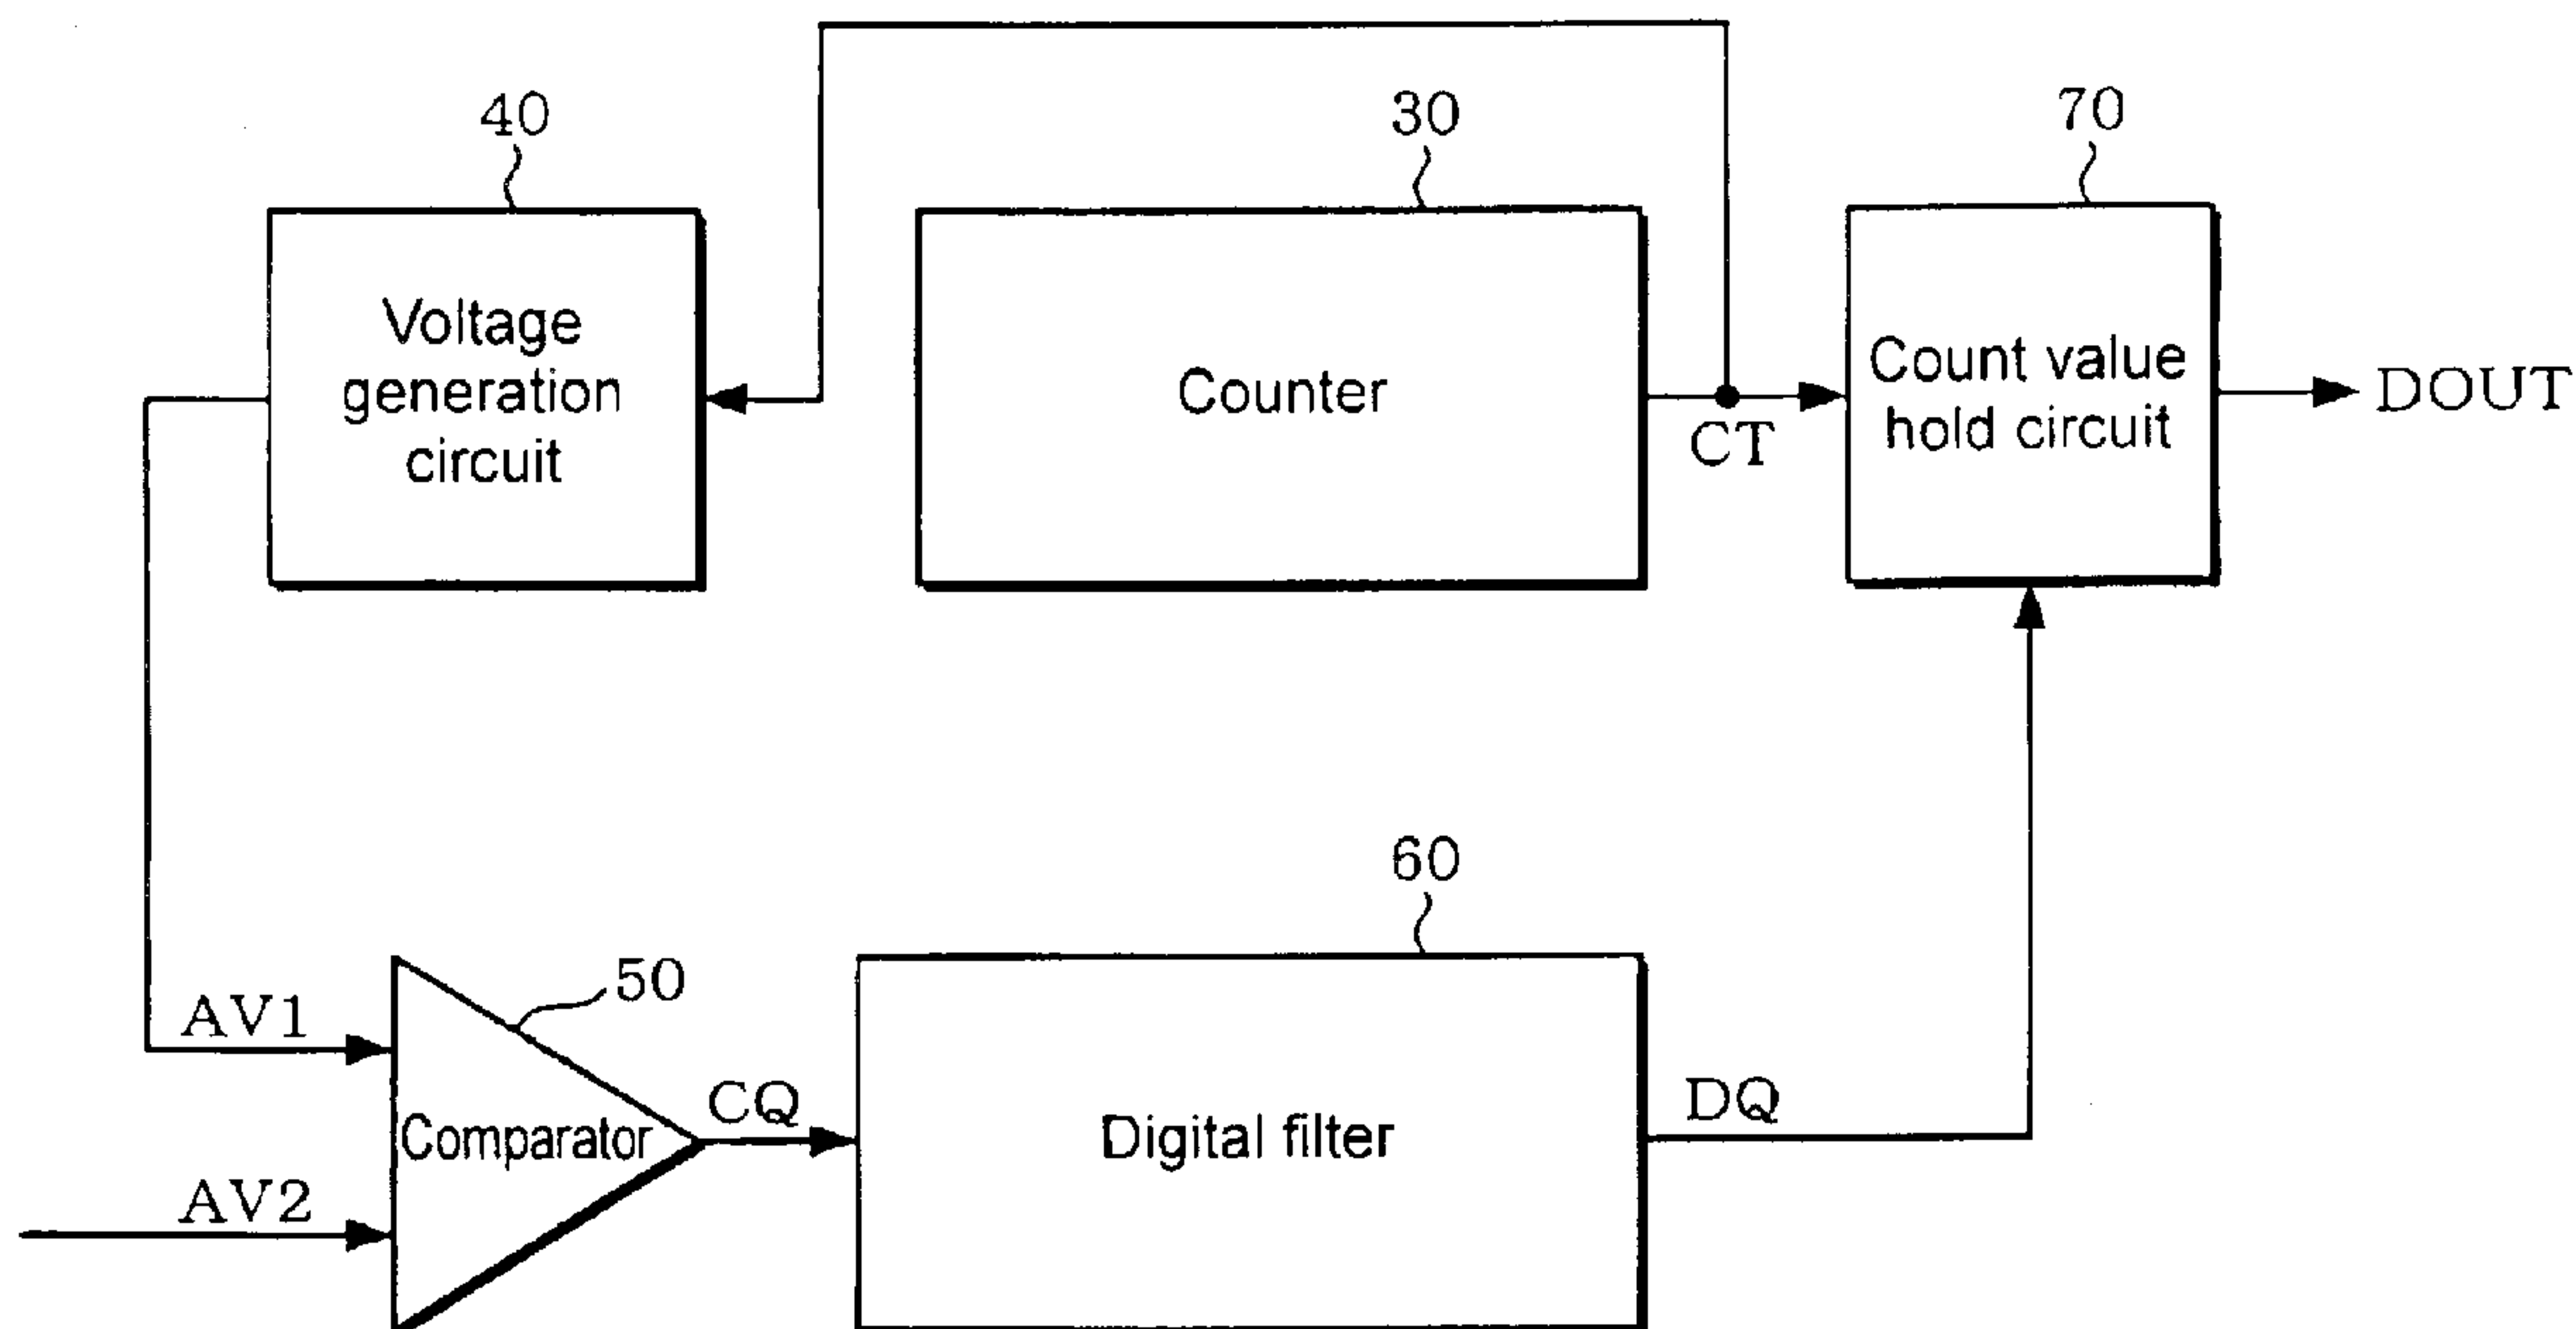 40
30
70
Voltage
generation
circuit
Counter
Count value
hold circuit
CT
DOUT
60
50
AV1
AV2
Comparator
CQ
Digital filter
DQ